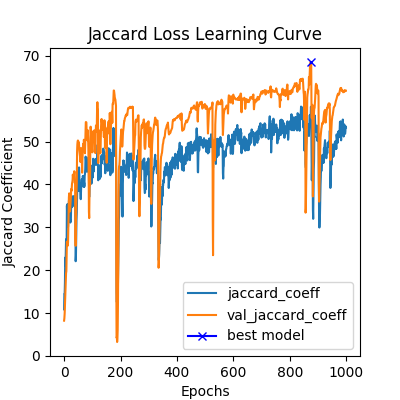 Jaccard Loss Learning Curve
Jaccard Coefficient
70
60
50
40
30
20
10
0
0 200 400 600 800 1000
Epochs
jaccard_coeff
val_jaccard_coeff
best model